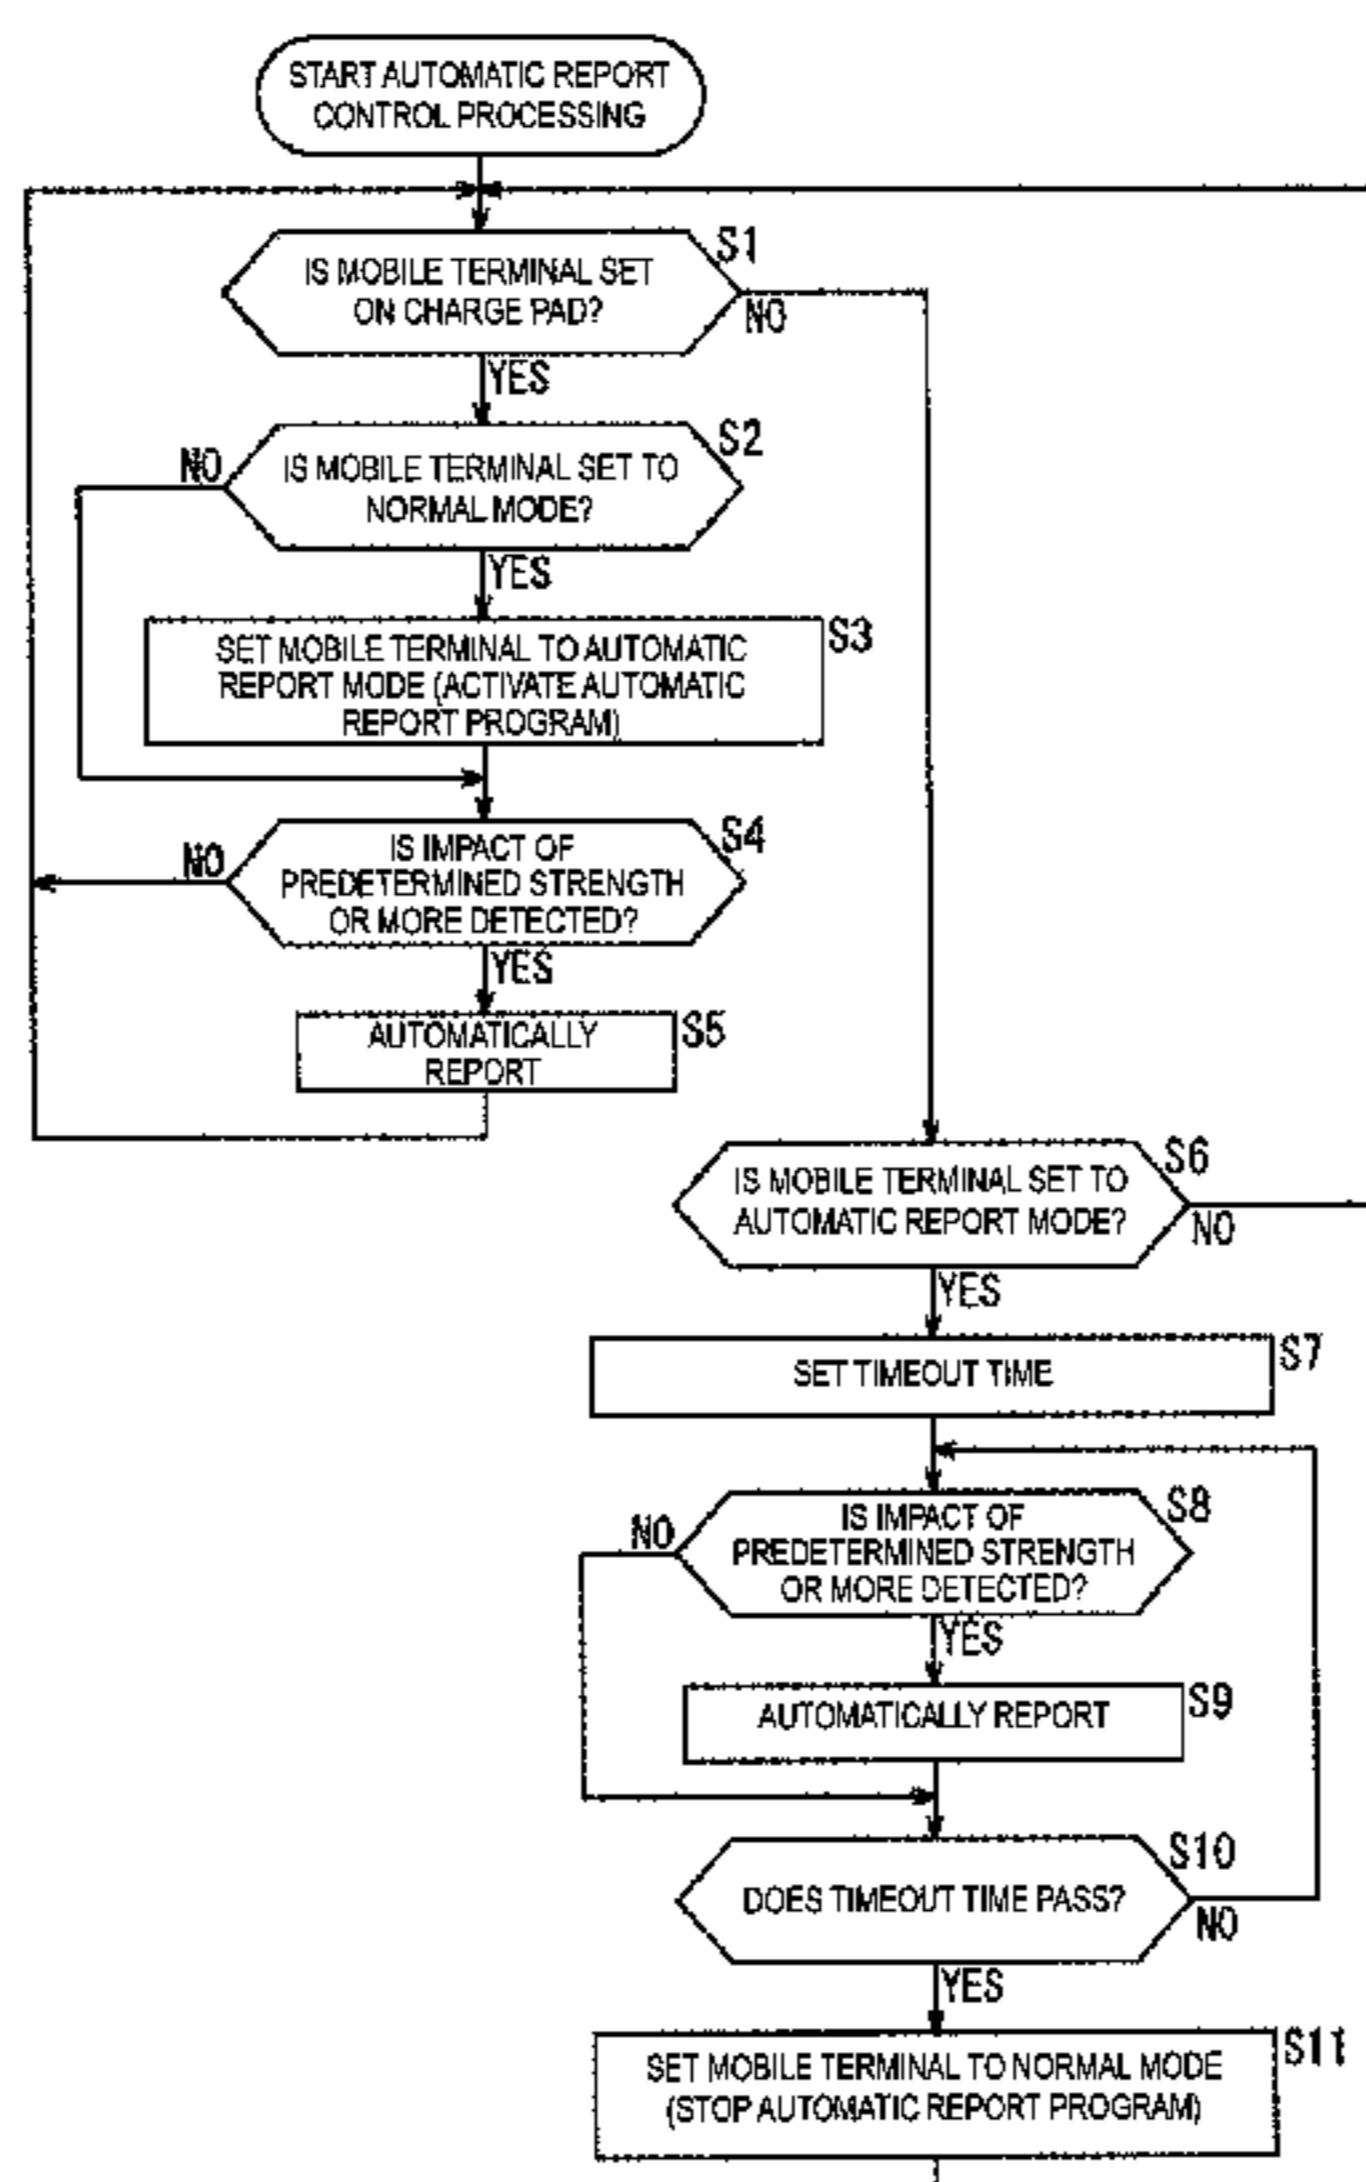 START AUTOMATIC REPORT
CONTROL PROCESSING
S1
IS MOBILE TERMINAL SET
ON CHARGE PAD?
NO
YES
S2
NO
IS MOBILE TERMINAL SET TO
NORMAL MODE?
YES
S3
SET MOBILE TERMINAL TO AUTOMATIC
REPORT MODE (ACTIVATE AUTOMATIC
REPORT PROGRAM)
S4
NO
IS IMPACT OF
PREDETERMINED STRENGTH
OR MORE DETECTED?
YES
S5
AUTOMATICALLY
REPORT
S6
IS MOBILE TERMINAL SET TO
AUTOMATIC REPORT MODE?
NO
YES
S7
SET TIMEOUT TIME
S8
NO
IS IMPACT OF
PREDETERMINED STRENGTH
OR MORE DETECTED?
YES
S9
AUTOMATICALLY REPORT
S10
DOES TIMEOUT TIME PASS?
NO
YES
S11
SET MOBILE TERMINAL TO NORMAL MODE
(STOP AUTOMATIC REPORT PROGRAM)